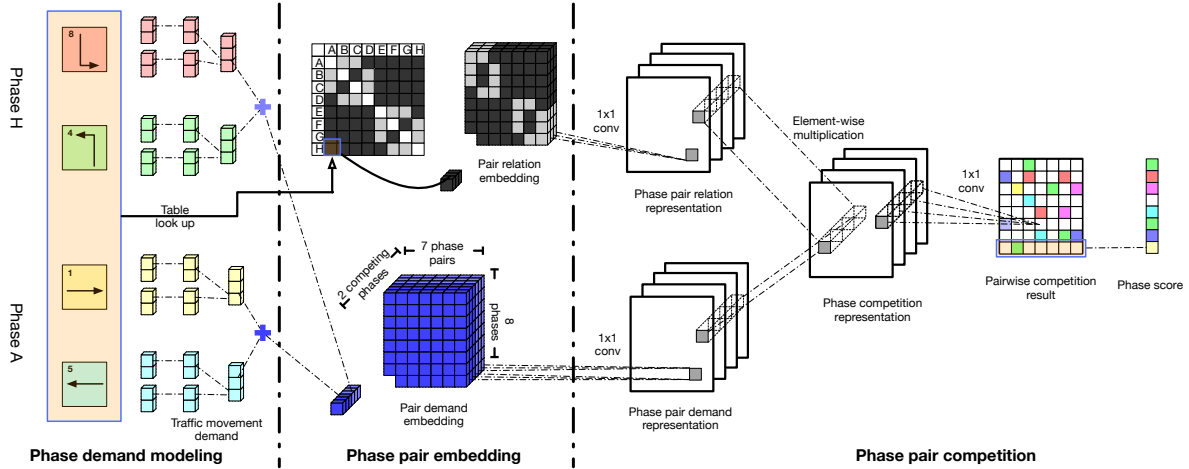 Phase H
Phase A
8
4
1
5
Table
look up
Traffic movement
demand
Phase demand modeling
A B C D E F G H
A
B
C
D
E
F
G
H
Pair relation
embedding
2 competing
phases
7 phase
pairs
8
phases
Pair demand
embedding
Phase pair embedding
1x1
conv
Phase pair relation
representation
Element-wise
multiplication
1x1
conv
Phase pair demand
representation
Phase competition
representation
1x1
conv
Pairwise competition
result
Phase score
Phase pair competition